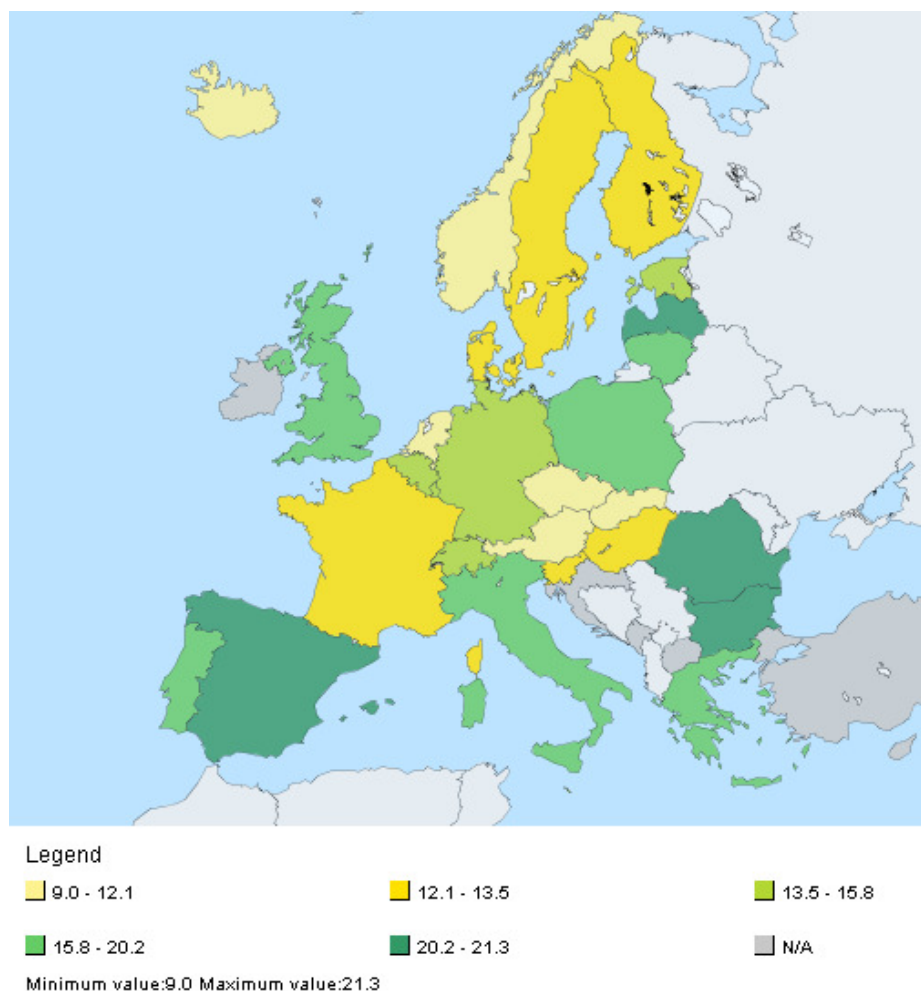 Legend
9.0 - 12.1
12.1 - 13.5
13.5 - 15.8
15.8 - 20.2
20.2 - 21.3
N/A
Minimum value:9.0 Maximum value:21.3